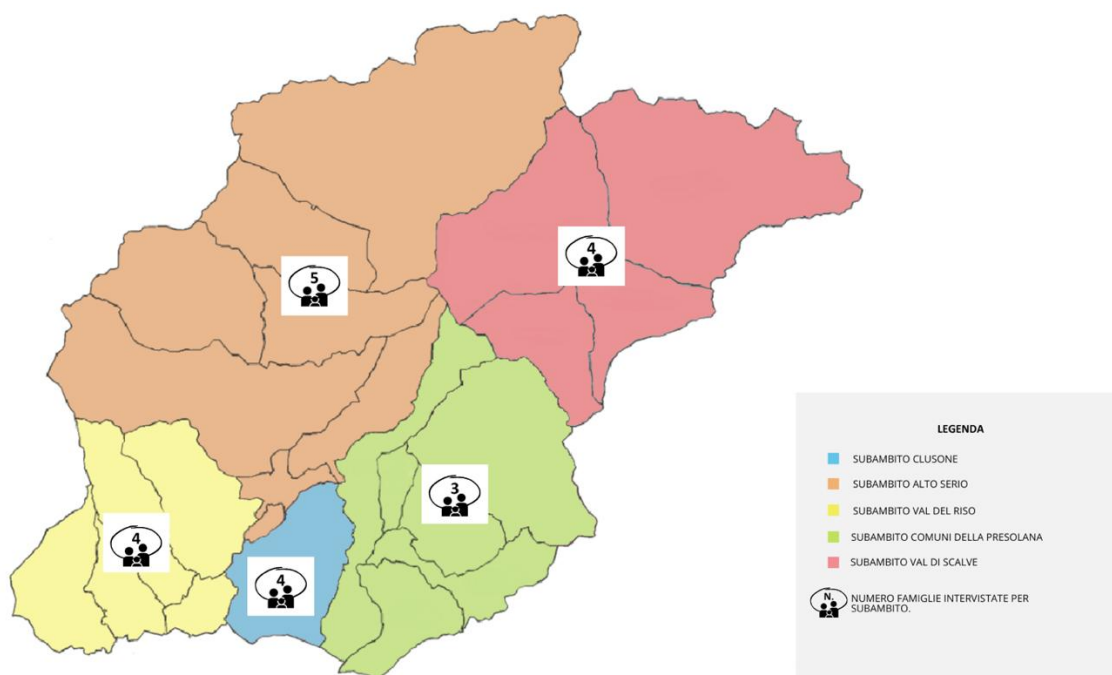 4
5
3
4
4
LEGENDA
SUBAMBITO CLUSONE
SUBAMBITO ALTO SERIO
SUBAMBITO VAL DEL RISO
SUBAMBITO COMUNI DELLA PRESOLANA
SUBAMBITO VAL DI SCALVE
N.
NUMERO FAMIGLIE INTERVISTATE PER
SUBAMBITO.